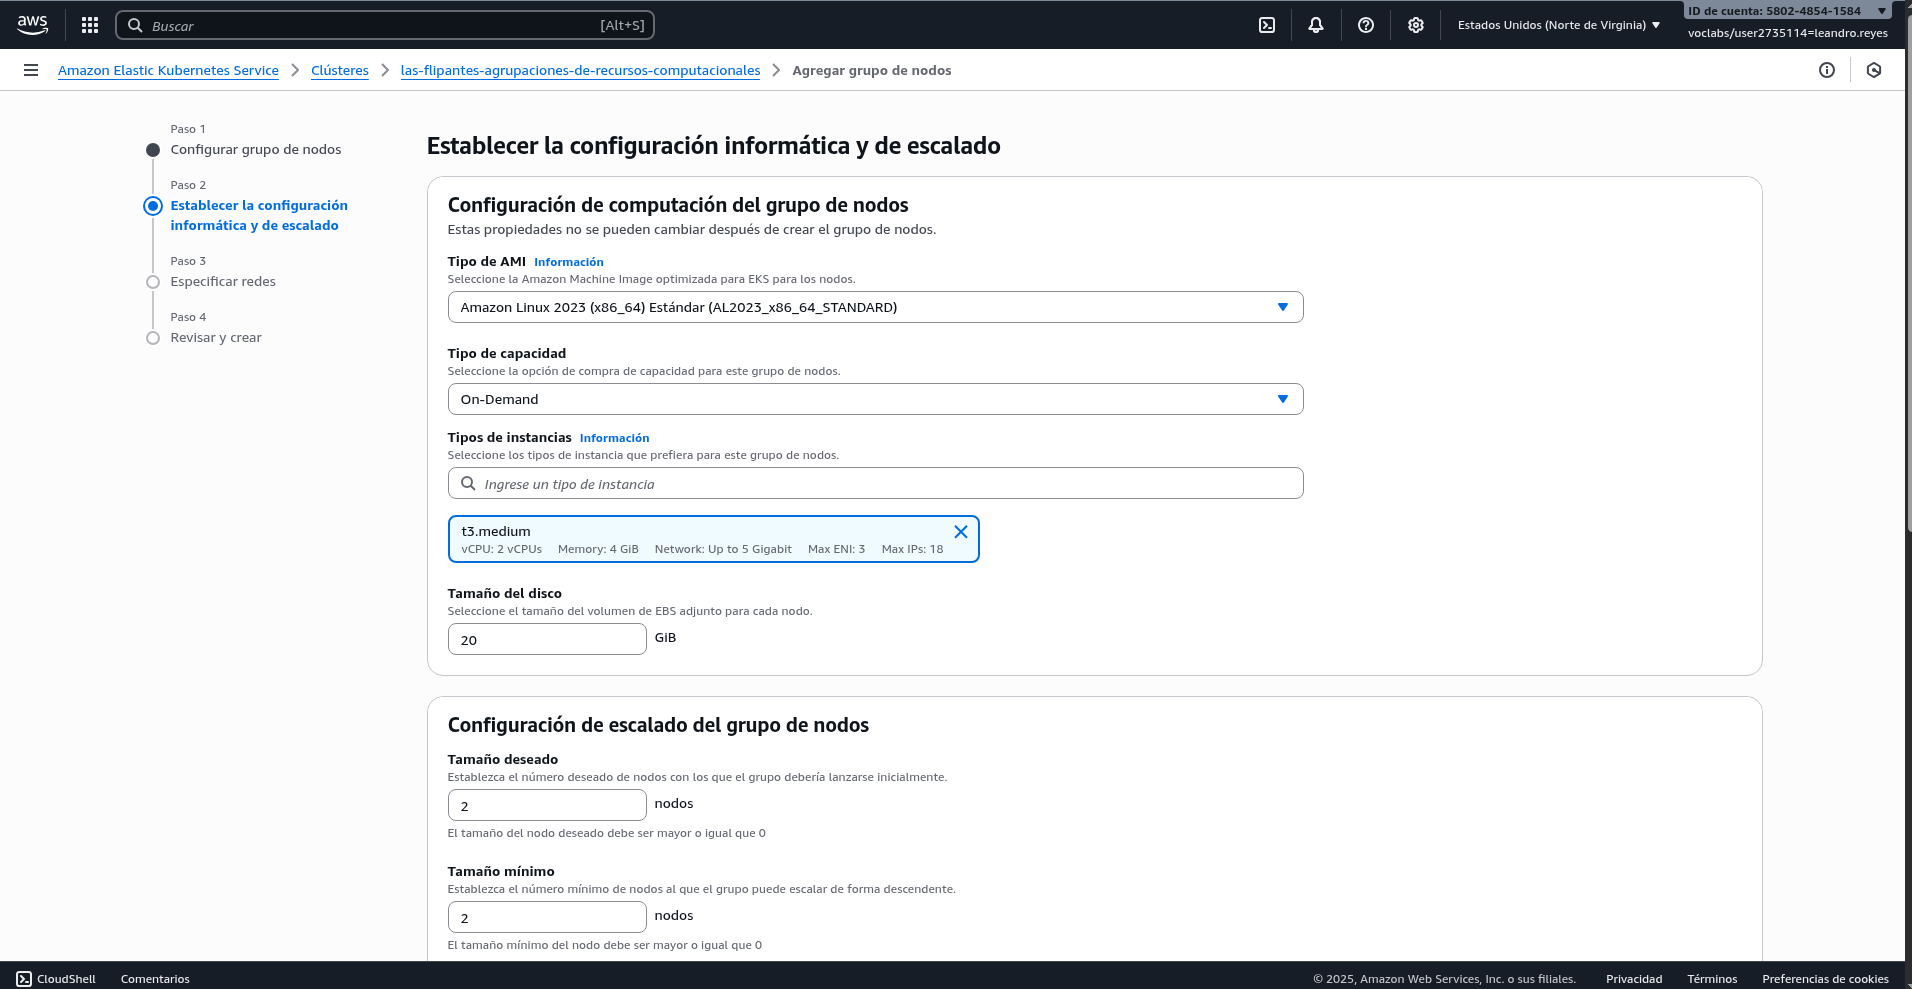 aws
Buscar [Alt+S]
Estados Unidos (Norte de Virginia)
ID de cuenta: 5802-4854-1584
voclabs/user2735114=leandro.reyes
Amazon Elastic Kubernetes Service > Clústeres > las-flipantes-agrupaciones-de-recursos-computacionales > Agregar grupo de nodos
Paso 1
Configurar grupo de nodos
Paso 2
Establecer la configuración
informática y de escalado
Paso 3
Especificar redes
Paso 4
Revisar y crear
Establecer la configuración informática y de escalado
Configuración de computación del grupo de nodos
Estas propiedades no se pueden cambiar después de crear el grupo de nodos.
Tipo de AMI Información
Seleccione la Amazon Machine Image optimizada para EKS para los nodos.
Amazon Linux 2023 (x86_64) Estándar (AL2023_x86_64_STANDARD)
Tipo de capacidad
Seleccione la opción de compra de capacidad para este grupo de nodos.
On-Demand
Tipos de instancias Información
Seleccione los tipos de instancia que prefiera para este grupo de nodos.
Ingrese un tipo de instancia
t3.medium
vCPU: 2 vCPUs Memory: 4 GiB Network: Up to 5 Gigabit Max ENI: 3 Max IPs: 18
Tamaño del disco
Seleccione el tamaño del volumen de EBS adjunto para cada nodo.
20 GiB
Configuración de escalado del grupo de nodos
Tamaño deseado
Establezca el número deseado de nodos con los que el grupo debería lanzarse inicialmente.
2 nodos
El tamaño del nodo deseado debe ser mayor o igual que 0
Tamaño mínimo
Establezca el número mínimo de nodos al que el grupo puede escalar de forma descendente.
2 nodos
El tamaño mínimo del nodo debe ser mayor o igual que 0
CloudShell Comentarios © 2025, Amazon Web Services, Inc. o sus filiales. Privacidad Términos Preferencias de cookies